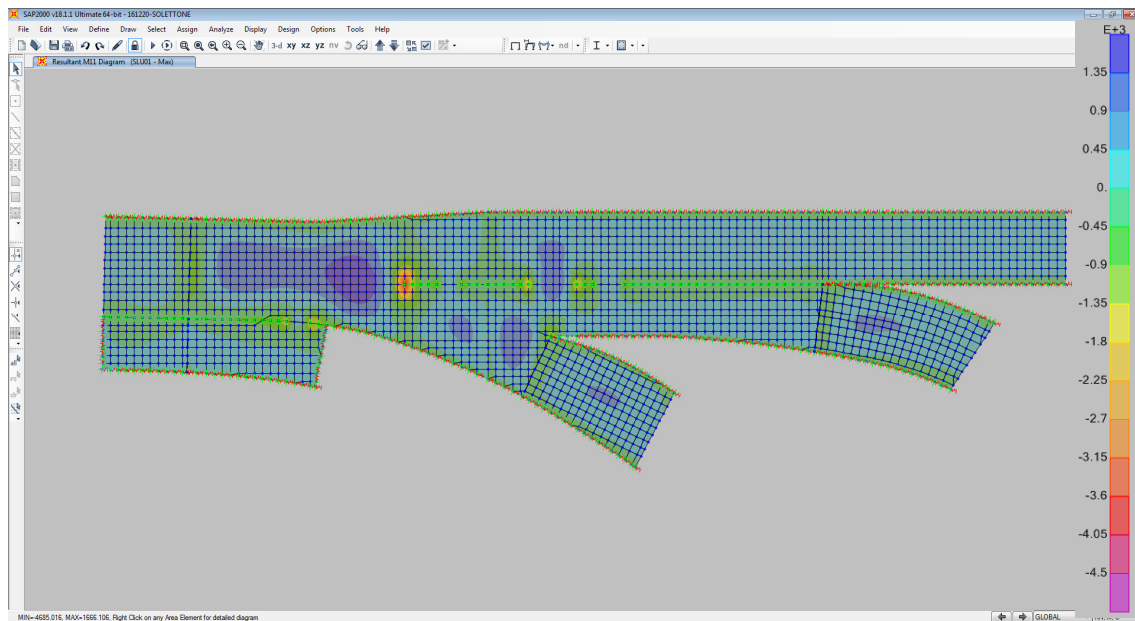 SAP2000 v18.1.1 Ultimate 64-bit - 161220-SOLETTONE
File Edit View Define Draw Select Assign Analyze Display Design Options Tools Help
3-d xy xz yz nv nd
Resultant M11 Diagram (SLU01 - Max)
E+3
1.35
0.9
0.45
0.
-0.45
-0.9
-1.35
-1.8
-2.25
-2.7
-3.15
-3.6
-4.05
-4.5
MIN=-4685.016, MAX=1666.106, Right Click on any Area Element for detailed diagram
GLOBAL